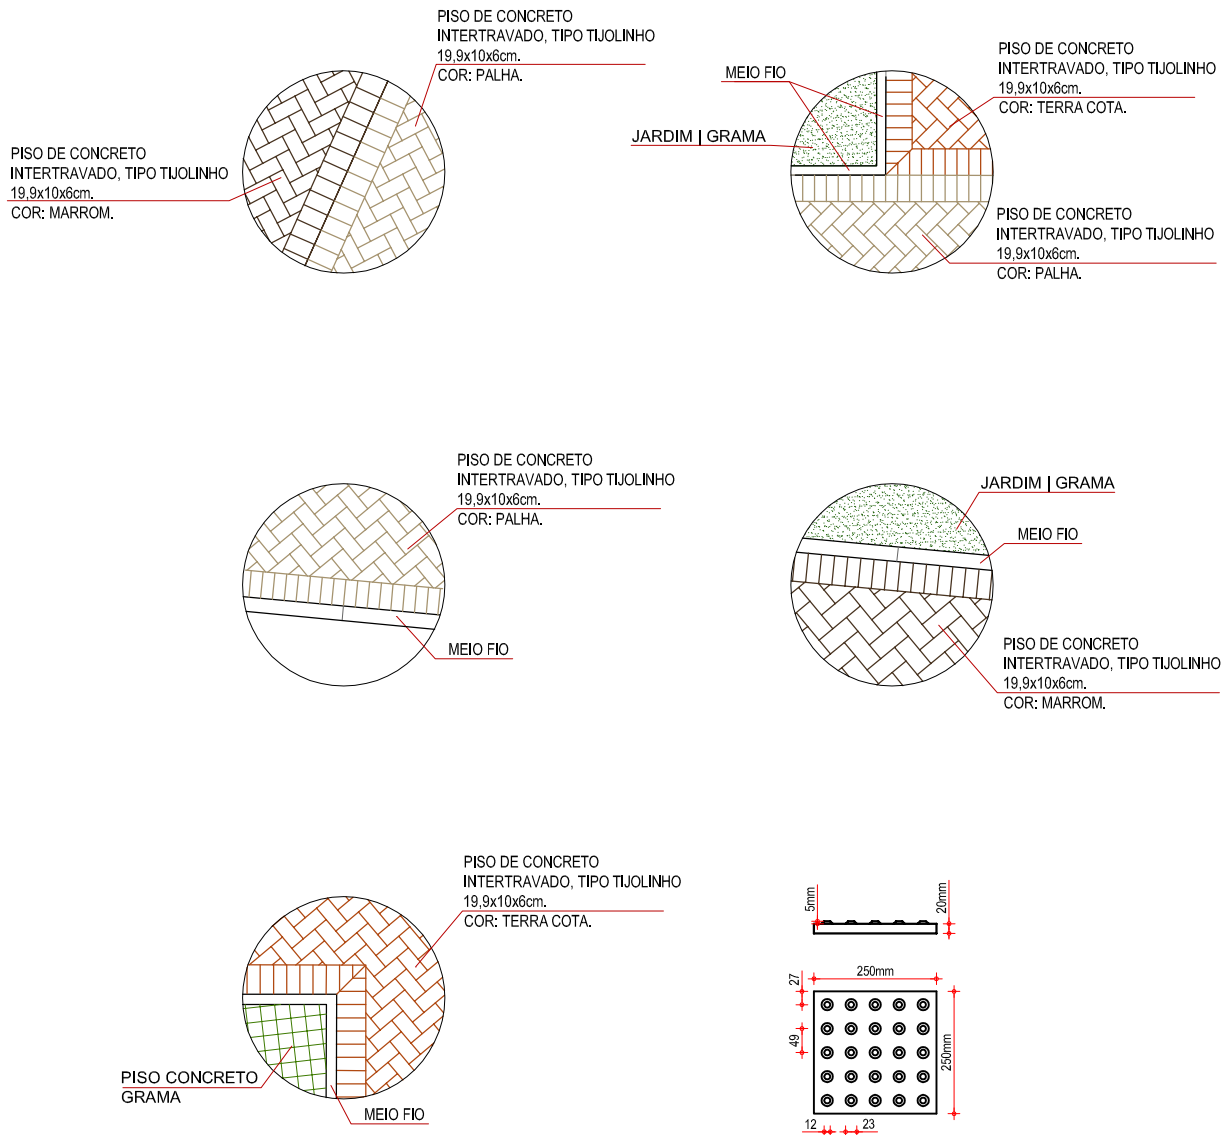 PISO DE CONCRETO
INTERTRAVADO, TIPO TIJOLINHO
19,9x10x6cm.
COR: PALHA.
PISO DE CONCRETO
INTERTRAVADO, TIPO TIJOLINHO
19,9x10x6cm.
COR: MARROM.
MEIO FIO
JARDIM | GRAMA
PISO DE CONCRETO
INTERTRAVADO, TIPO TIJOLINHO
19,9x10x6cm.
COR: TERRA COTA.
PISO DE CONCRETO
INTERTRAVADO, TIPO TIJOLINHO
19,9x10x6cm.
COR: PALHA.
PISO DE CONCRETO
INTERTRAVADO, TIPO TIJOLINHO
19,9x10x6cm.
COR: PALHA.
MEIO FIO
JARDIM | GRAMA
MEIO FIO
PISO DE CONCRETO
INTERTRAVADO, TIPO TIJOLINHO
19,9x10x6cm.
COR: MARROM.
PISO DE CONCRETO
INTERTRAVADO, TIPO TIJOLINHO
19,9x10x6cm.
COR: TERRA COTA.
PISO CONCRETO
GRAMA
MEIO FIO
5mm
20mm
250mm
27
49
250mm
12
23